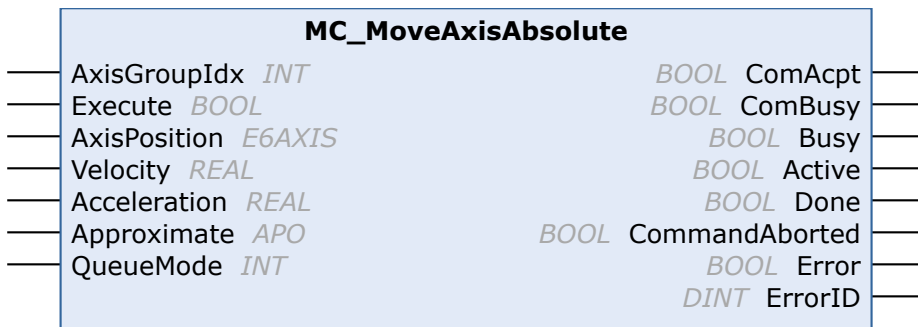 MC_MoveAxisAbsolute
AxisGroupIdx INT BOOL ComAcpt
Execute BOOL BOOL ComBusy
AxisPosition E6AXIS BOOL Busy
Velocity REAL BOOL Active
Acceleration REAL BOOL Done
Approximate APO BOOL CommandAborted
QueueMode INT BOOL Error
DINT ErrorID